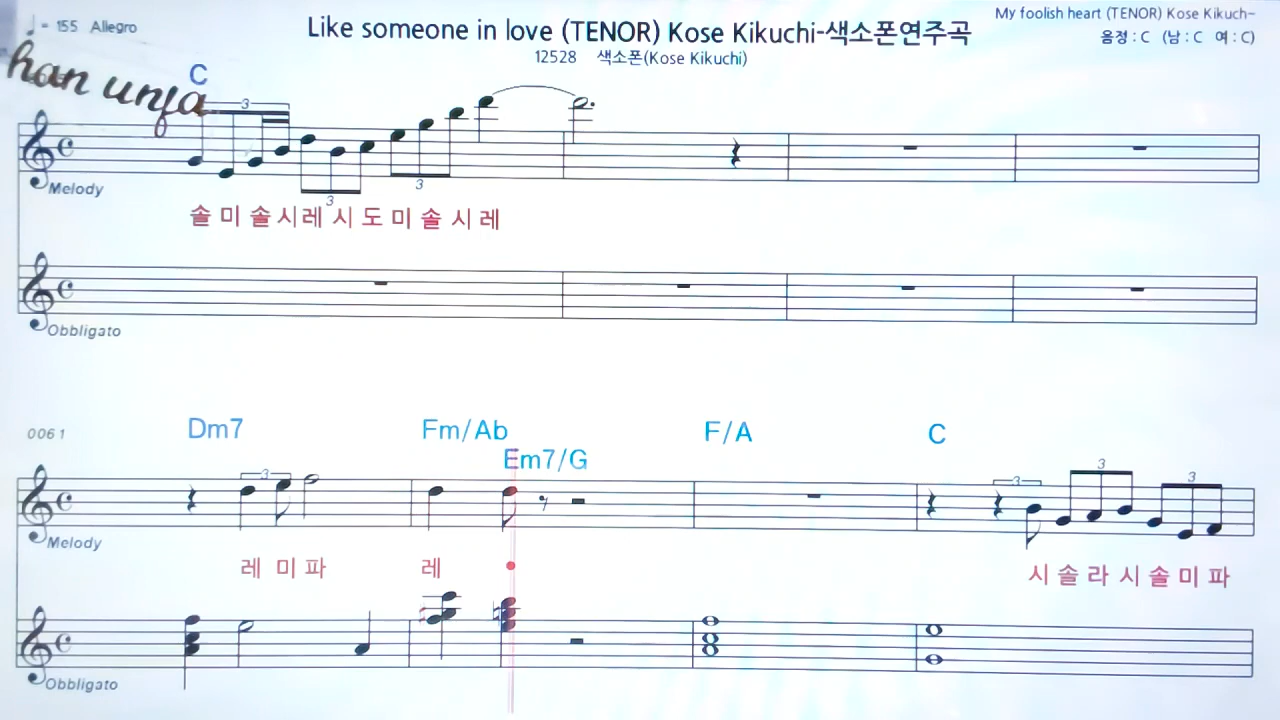 ♩ = 155 Allegro
Like someone in love (TENOR) Kose Kikuchi-색소폰연주곡
My foolish heart (TENOR) Kose Kikuch~
12528 색소폰(Kose Kikuchi)
음정 : C (남 : C 여 : C)
han unja
C
3
3
3
Melody
솔 미 솔 시 레 시 도 미 솔 시 레
Obbligato
0061
Dm7 Fm/Ab Em7/G F/A C
3 3 3 3
Melody
레 미 파 레 시 솔 라 시 솔 미 파
Obbligato